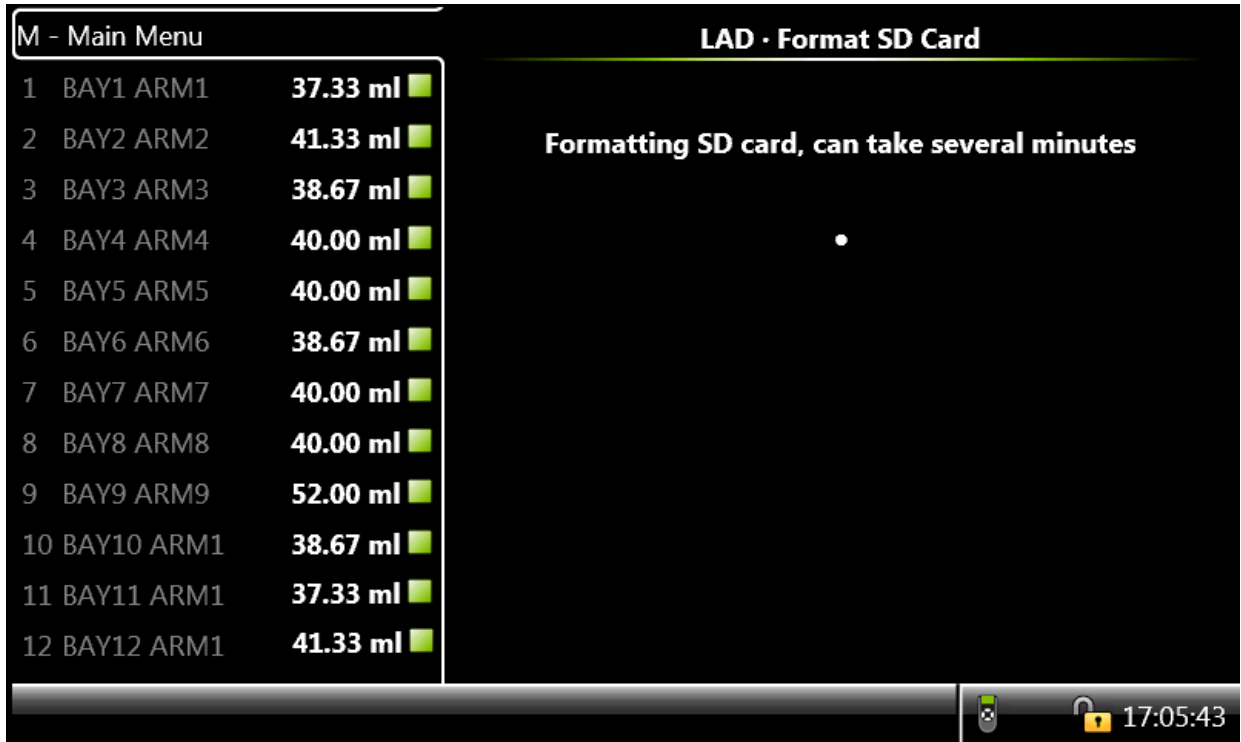 M - Main Menu
1 BAY1 ARM1 37.33 ml
2 BAY2 ARM2 41.33 ml
3 BAY3 ARM3 38.67 ml
4 BAY4 ARM4 40.00 ml
5 BAY5 ARM5 40.00 ml
6 BAY6 ARM6 38.67 ml
7 BAY7 ARM7 40.00 ml
8 BAY8 ARM8 40.00 ml
9 BAY9 ARM9 52.00 ml
10 BAY10 ARM1 38.67 ml
11 BAY11 ARM1 37.33 ml
12 BAY12 ARM1 41.33 ml
LAD · Format SD Card
Formatting SD card, can take several minutes
17:05:43